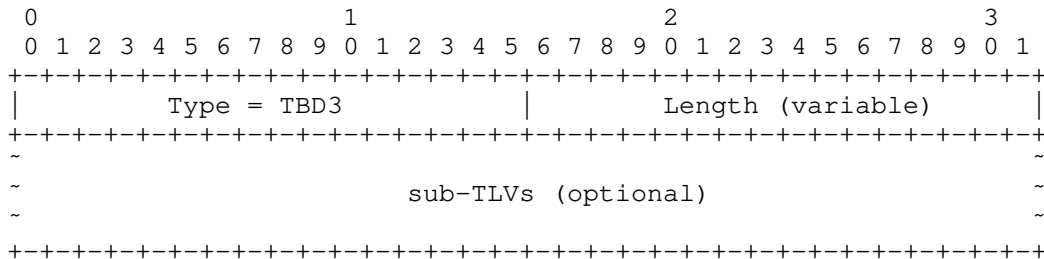 0                   1                   2                   3
 0 1 2 3 4 5 6 7 8 9 0 1 2 3 4 5 6 7 8 9 0 1 2 3 4 5 6 7 8 9 0 1
+-+-+-+-+-+-+-+-+-+-+-+-+-+-+-+-+-+-+-+-+-+-+-+-+-+-+-+-+-+-+-+-+
|         Type = TBD3           |        Length (variable)      |
+-+-+-+-+-+-+-+-+-+-+-+-+-+-+-+-+-+-+-+-+-+-+-+-+-+-+-+-+-+-+-+-+
~                                                               ~
~                        sub-TLVs (optional)                    ~
~                                                               ~
+-+-+-+-+-+-+-+-+-+-+-+-+-+-+-+-+-+-+-+-+-+-+-+-+-+-+-+-+-+-+-+-+